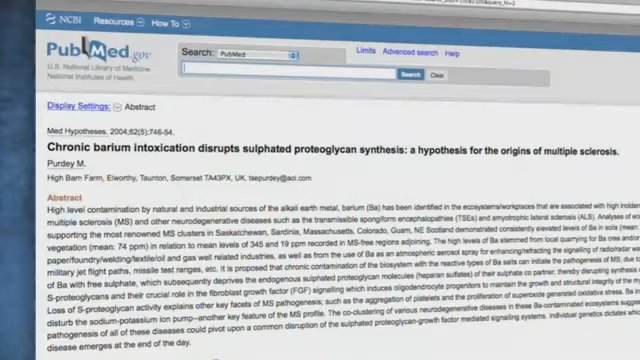 NCBI Resources How To
PubMed.gov
U.S. National Library of Medicine
National Institutes of Health
Search: PubMed
Limits Advanced search Help
Search Clear
Display Settings: Abstract
Med Hypotheses. 2004;62(5):746-54.
Chronic barium intoxication disrupts sulphated proteoglycan synthesis: a hypothesis for the origins of multiple sclerosis.
Purdey M.
High Barn Farm, Elworthy, Taunton, Somerset TA43PX, UK. tsepurdey@aol.com
Abstract
High level contamination by natural and industrial sources of the alkali earth metal, barium (Ba) has been identified in the ecosystems/workplaces that are associated with high inciden
multiple sclerosis (MS) and other neurodegenerative diseases such as the transmissible spongiform encephalopathies (TSEs) and amyotrophic lateral sclerosis (ALS). Analyses of ec
supporting the most renowned MS clusters in Saskatchewan, Sardinia, Massachusetts, Colorado, Guam, NE Scotland demonstrated consistently elevated levels of Ba in soils (mean:
vegetation (mean: 74 ppm) in relation to mean levels of 345 and 19 ppm recorded in MS-free regions adjoining. The high levels of Ba stemmed from local quarrying for Ba ores and/or
paper/foundry/welding/textile/oil and gas well related industries, as well as from the use of Ba as an atmospheric aerosol spray for enhancing/refracting the signalling of radar/radio war
military jet flight paths, missile test ranges, etc. It is proposed that chronic contamination of the biosystem with the reactive types of Ba salts can initiate the pathogenesis of MS; due to
of Ba with free sulphate, which subsequently deprives the endogenous sulphated proteoglycan molecules (heparan sulfates) of their sulphate co partner, thereby disrupting synthesis
S-proteoglycans and their crucial role in the fibroblast growth factor (FGF) signalling which induces oligodendrocyte progenitors to maintain the growth and structural integrity of the my
Loss of S-proteoglycan activity explains other key facets of MS pathogenesis; such as the aggregation of platelets and the proliferation of superoxide generated oxidative stress. Ba in
disturb the sodium-potassium ion pump--another key feature of the MS profile. The co-clustering of various neurodegenerative diseases in these Ba-contaminated ecosystems sugge
pathogenesis of all of these diseases could pivot upon a common disruption of the sulphated proteoglycan-growth factor mediated signalling systems. Individual genetics dictates whic
disease emerges at the end of the day.